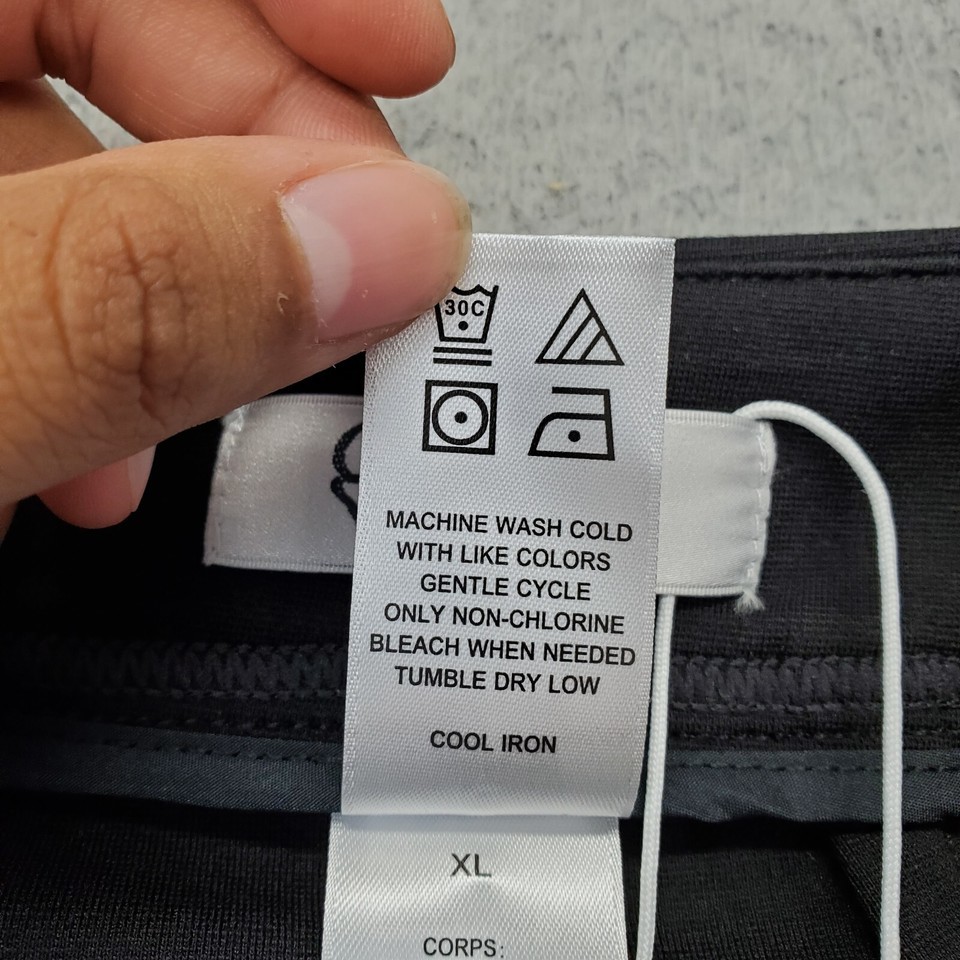 30C
MACHINE WASH COLD
WITH LIKE COLORS
GENTLE CYCLE
ONLY NON-CHLORINE
BLEACH WHEN NEEDED
TUMBLE DRY LOW
COOL IRON
XL
CORPS: